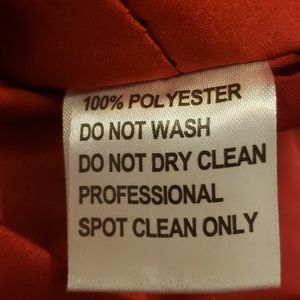 100% POLYESTER
DO NOT WASH
DO NOT DRY CLEAN
PROFESSIONAL
SPOT CLEAN ONLY